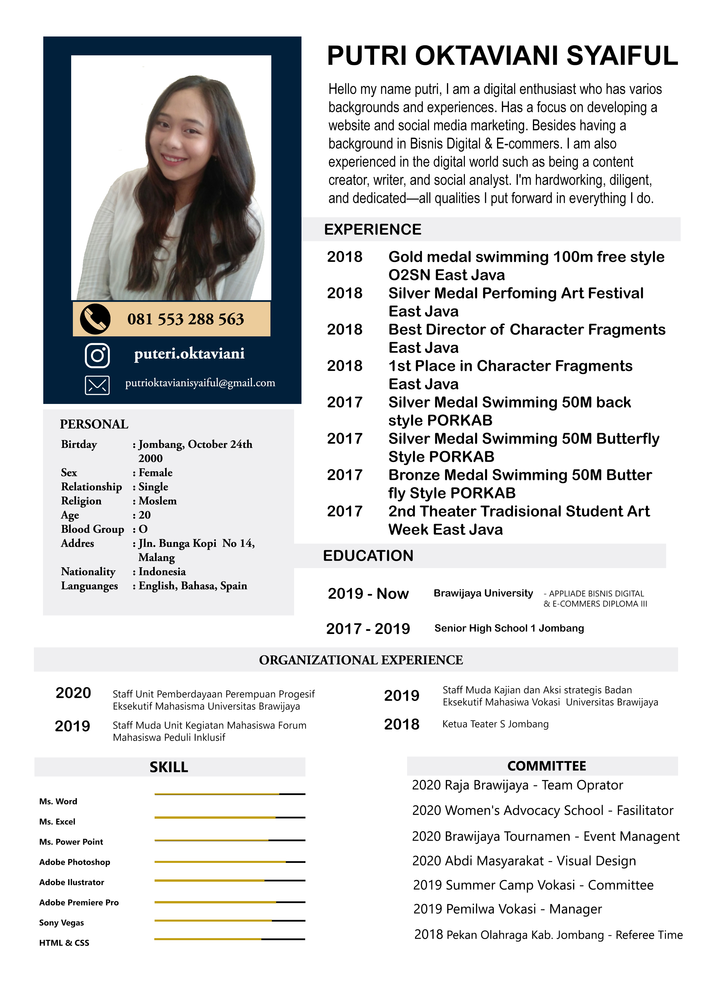 PUTRI OKTAVIANI SYAIFUL
Hello my name putri, I am a digital enthusiast who has varios
backgrounds and experiences. Has a focus on developing a
website and social media marketing. Besides having a
background in Bisnis Digital & E-commers. I am also
experienced in the digital world such as being a content
creator, writer, and social analyst. I'm hardworking, diligent,
and dedicated—all qualities I put forward in everything I do.
081 553 288 563
puteri.oktaviani
putrioktavianisyaiful@gmail.com
PERSONAL
Birtday : Jombang, October 24th
2000
Sex : Female
Relationship : Single
Religion : Moslem
Age : 20
Blood Group : O
Addres : Jln. Bunga Kopi No 14,
Malang
Nationality : Indonesia
Languanges : English, Bahasa, Spain
EXPERIENCE
2018 Gold medal swimming 100m free style
O2SN East Java
2018 Silver Medal Perfoming Art Festival
East Java
2018 Best Director of Character Fragments
East Java
2018 1st Place in Character Fragments
East Java
2017 Silver Medal Swimming 50M back
style PORKAB
2017 Silver Medal Swimming 50M Butterfly
Style PORKAB
2017 Bronze Medal Swimming 50M Butter
fly Style PORKAB
2017 2nd Theater Tradisional Student Art
Week East Java
EDUCATION
2019 - Now Brawijaya University - APPLIADE BISNIS DIGITAL
& E-COMMERS DIPLOMA III
2017 - 2019 Senior High School 1 Jombang
ORGANIZATIONAL EXPERIENCE
2020 Staff Unit Pemberdayaan Perempuan Progesif
Eksekutif Mahasisma Universitas Brawijaya
2019 Staff Muda Unit Kegiatan Mahasiswa Forum
Mahasiswa Peduli Inklusif
2019 Staff Muda Kajian dan Aksi strategis Badan
Eksekutif Mahasiwa Vokasi Universitas Brawijaya
2018 Ketua Teater S Jombang
SKILL
Ms. Word
Ms. Excel
Ms. Power Point
Adobe Photoshop
Adobe Ilustrator
Adobe Premiere Pro
Sony Vegas
HTML & CSS
COMMITTEE
2020 Raja Brawijaya - Team Oprator
2020 Women's Advocacy School - Fasilitator
2020 Brawijaya Tournamen - Event Managent
2020 Abdi Masyarakat - Visual Design
2019 Summer Camp Vokasi - Committee
2019 Pemilwa Vokasi - Manager
2018 Pekan Olahraga Kab. Jombang - Referee Time